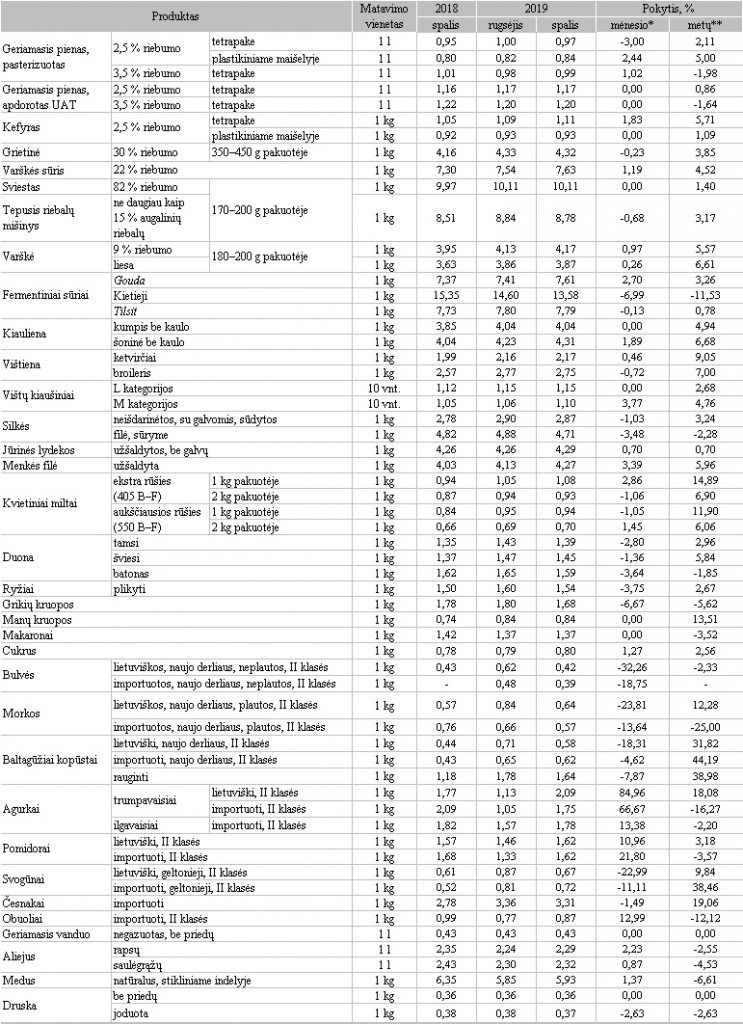 Produktas Matavimo vienetas 2018 2019 Pokytis, %
spalis rugsėjis spalis mėnesio* metų**
Geriamasis pienas, pasterizuotas 2,5 % riebumo tetrapake 1 l 0,95 1,00 0,97 -3,00 2,11
plastikiniame maišelyje 1 l 0,80 0,82 0,84 2,44 5,00
3,5 % riebumo tetrapake 1 l 1,01 0,98 0,99 1,02 -1,98
Geriamasis pienas, apdorotas UAT 2,5 % riebumo tetrapake 1 l 1,16 1,17 1,17 0,00 0,86
3,5 % riebumo tetrapake 1 l 1,22 1,20 1,20 0,00 -1,64
Kefyras 2,5 % riebumo tetrapake 1 kg 1,05 1,09 1,11 1,83 5,71
plastikiniame maišelyje 1 kg 0,92 0,93 0,93 0,00 1,09
Grietinė 30 % riebumo 350–450 g pakuotėje 1 kg 4,16 4,33 4,32 -0,23 3,85
Varškės sūris 22 % riebumo 1 kg 7,30 7,54 7,63 1,19 4,52
Sviestas 82 % riebumo 170–200 g pakuotėje 1 kg 9,97 10,11 10,11 0,00 1,40
Tepusis riebalų mišinys ne daugiau kaip 15 % augalinių riebalų 1 kg 8,51 8,84 8,78 -0,68 3,17
Varškė 9 % riebumo 180–200 g pakuotėje 1 kg 3,95 4,13 4,17 0,97 5,57
liesa 1 kg 3,63 3,86 3,87 0,26 6,61
Fermentiniai sūriai Gouda 1 kg 7,37 7,41 7,61 2,70 3,26
Kietieji 1 kg 15,35 14,60 13,58 -6,99 -11,53
Tilsit 1 kg 7,73 7,80 7,79 -0,13 0,78
Kiauliena kumpis be kaulo 1 kg 3,85 4,04 4,04 0,00 4,94
šoninė be kaulo 1 kg 4,04 4,23 4,31 1,89 6,68
Vištiena ketvirčiai 1 kg 1,99 2,16 2,17 0,46 9,05
broileris 1 kg 2,57 2,77 2,75 -0,72 7,00
Vištų kiaušiniai L kategorijos 10 vnt. 1,12 1,15 1,15 0,00 2,68
M kategorijos 10 vnt. 1,05 1,06 1,10 3,77 4,76
Silkės neišdarinėtos, su galvomis, sūdytos 1 kg 2,78 2,90 2,87 -1,03 3,24
filė, sūryme 1 kg 4,82 4,88 4,71 -3,48 -2,28
Jūrinės lydekos užšaldytos, be galvų 1 kg 4,26 4,26 4,29 0,70 0,70
Menkės filė užšaldyta 1 kg 4,03 4,13 4,27 3,39 5,96
Kvietiniai miltai ekstra rūšies (405 B–F) 1 kg pakuotėje 1 kg 0,94 1,05 1,08 2,86 14,89
2 kg pakuotėje 1 kg 0,87 0,94 0,93 -1,06 6,90
aukščiausios rūšies (550 B–F) 1 kg pakuotėje 1 kg 0,84 0,95 0,94 -1,05 11,90
2 kg pakuotėje 1 kg 0,66 0,69 0,70 1,45 6,06
Duona tamsi 1 kg 1,35 1,43 1,39 -2,80 2,96
šviesi 1 kg 1,37 1,47 1,45 -1,36 5,84
batonas 1 kg 1,62 1,65 1,59 -3,64 -1,85
Ryžiai plikyti 1 kg 1,50 1,60 1,54 -3,75 2,67
Grikių kruopos 1 kg 1,78 1,80 1,68 -6,67 -5,62
Manų kruopos 1 kg 0,74 0,84 0,84 0,00 13,51
Makaronai 1 kg 1,42 1,37 1,37 0,00 -3,52
Cukrus 1 kg 0,78 0,79 0,80 1,27 2,56
Bulvės lietuviškos, naujo derliaus, neplautos, II klasės 1 kg 0,43 0,62 0,42 -32,26 -2,33
importuotos, naujo derliaus, neplautos, II klasės 1 kg - 0,48 0,39 -18,75 -
Morkos lietuviškos, naujo derliaus, plautos, II klasės 1 kg 0,57 0,84 0,64 -23,81 12,28
importuotos, naujo derliaus, plautos, II klasės 1 kg 0,76 0,66 0,57 -13,64 -25,00
Baltagūžiai kopūstai lietuviški, naujo derliaus, II klasės 1 kg 0,44 0,71 0,58 -18,31 31,82
importuoti, naujo derliaus, II klasės 1 kg 0,43 0,65 0,62 -4,62 44,19
rauginti 1 kg 1,18 1,78 1,64 -7,87 38,98
Agurkai trumpavaisiai lietuviški, II klasės 1 kg 1,77 1,13 2,09 84,96 18,08
importuoti, II klasės 1 kg 2,09 1,05 1,75 66,67 -16,27
ilgavaisiai importuoti, II klasės 1 kg 1,82 1,57 1,78 13,38 -2,20
Pomidorai lietuviški, II klasės 1 kg 1,57 1,46 1,62 10,96 3,18
importuoti, II klasės 1 kg 1,68 1,33 1,62 21,80 -3,57
Svogūnai lietuviški, geltonieji, II klasės 1 kg 0,61 0,87 0,67 -22,99 9,84
importuoti, geltonieji, II klasės 1 kg 0,52 0,81 0,72 -11,11 38,46
Česnakai importuoti 1 kg 2,78 3,36 3,31 -1,49 19,06
Obuoliai importuoti, II klasės 1 kg 0,99 0,77 0,87 12,99 -12,12
Geriamasis vanduo negazuotas, be priedų 1 l 0,43 0,43 0,43 0,00 0,00
Aliejus rapsų 1 l 2,35 2,24 2,29 2,23 -2,55
saulėgrąžų 1 l 2,43 2,30 2,32 0,87 -4,53
Medus natūralus, stikliniame indelyje 1 kg 6,35 5,85 5,93 1,37 -6,61
Druska be priedų 1 kg 0,36 0,36 0,36 0,00 0,00
joduota 1 kg 0,38 0,38 0,37 -2,63 -2,63